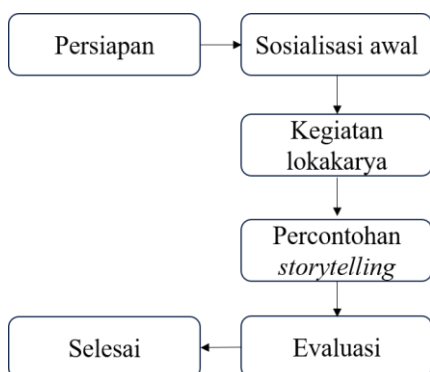 Persiapan
Sosialisasi awal
Kegiatan
lokakarya
Percontohan
storytelling
Evaluasi
Selesai